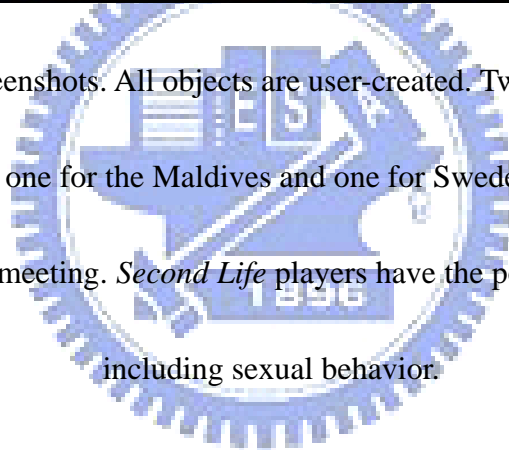 eenshots. All objects are user-created. Tw
E S A
one for the Maldives and one for Swede
meeting. Second Life players have the p
1896
including sexual behavior.